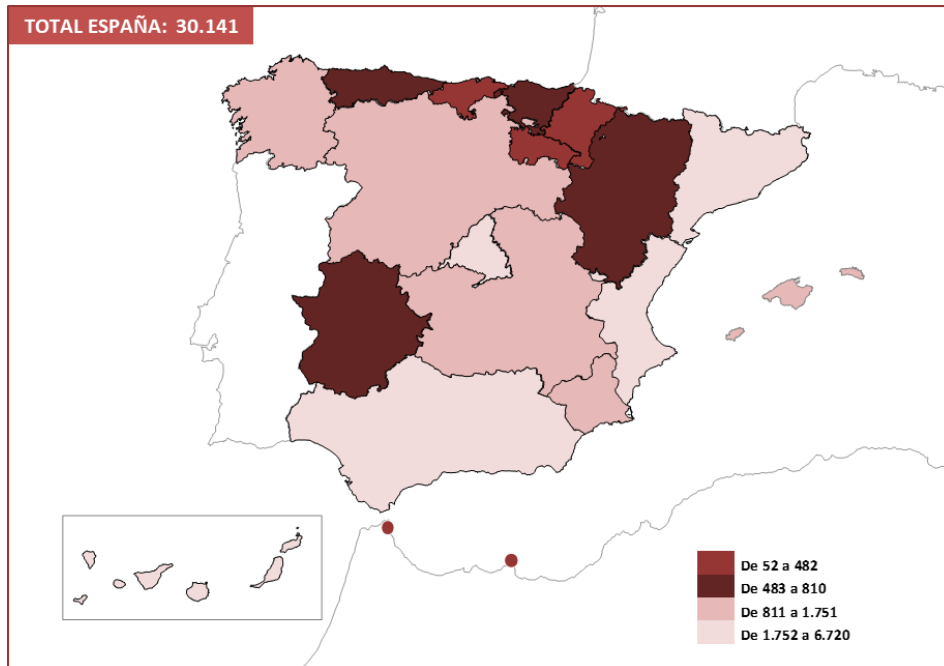 TOTAL ESPAÑA: 30.141
De 52 a 482
De 483 a 810
De 811 a 1.751
De 1.752 a 6.720